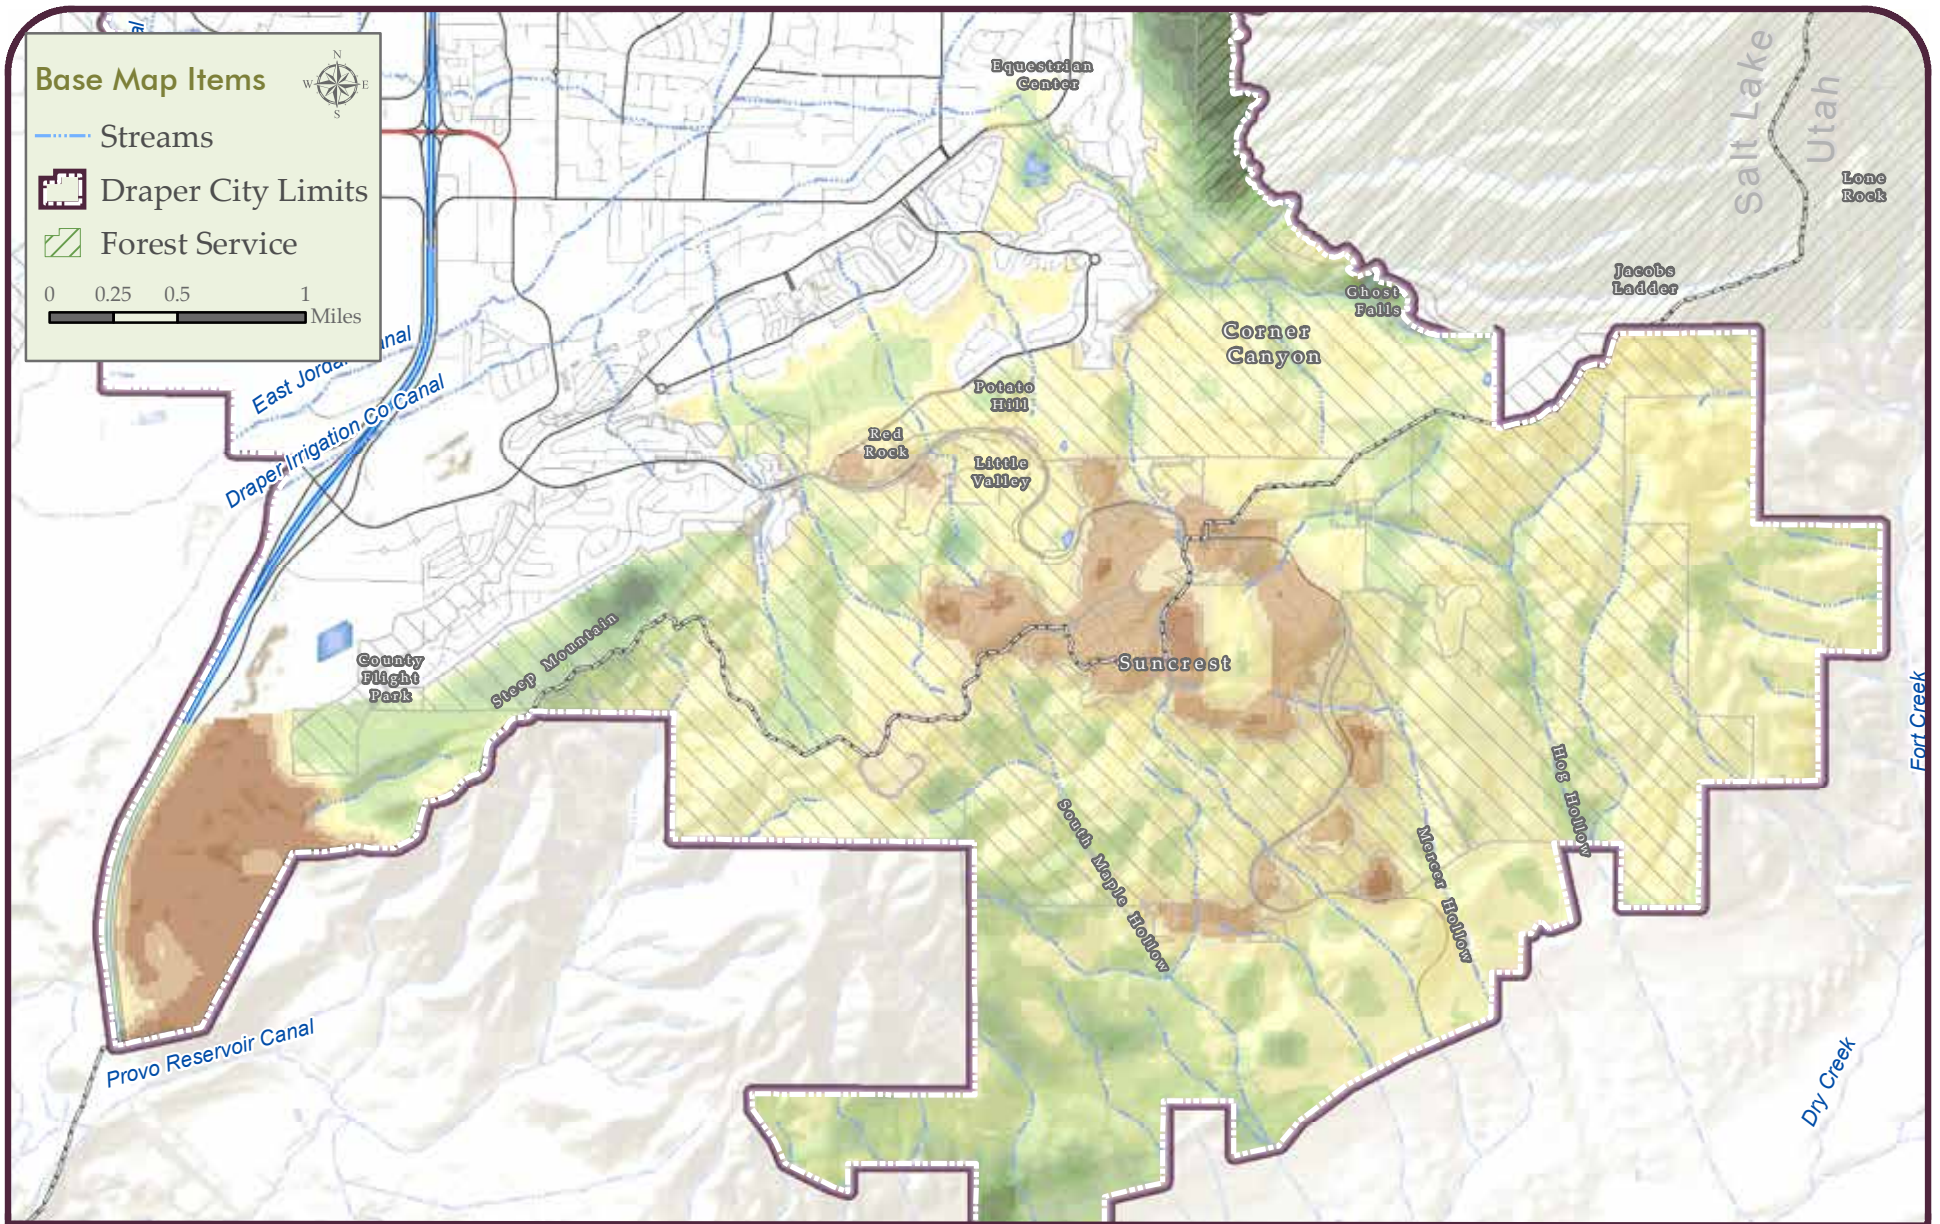 al
Base Map Items
N
W
E
S
Streams
Draper City Limits
Forest Service
0
0.25
0.5
1
Miles
Equestrian
Center
Salt Lake
Utah
Lone
Rock
Jacobs
Ladder
Ghost
Falls
Corner
Canyon
East Jorda
anal
Draper Irrigation Co Canal
Potato
Hill
Red
Rock
Little
Valley
County
Flight
Park
Steep Mountain
Suncrest
Fort Creek
Hog Hollow
South Maple Hollow
Mercer Hollow
Provo Reservoir Canal
Dry Creek